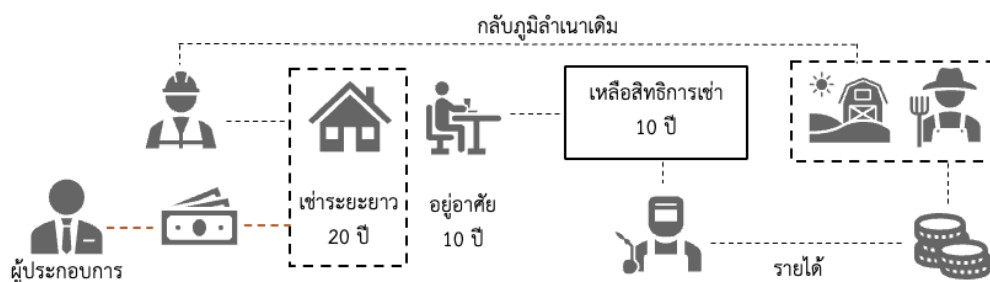 กลับภูมิลำเนาเดิม
เหลือสิทธิการเช่า
10 ปี
เช่าระยะยาว
20 ปี
อยู่อาศัย
10 ปี
ผู้ประกอบการ
รายได้